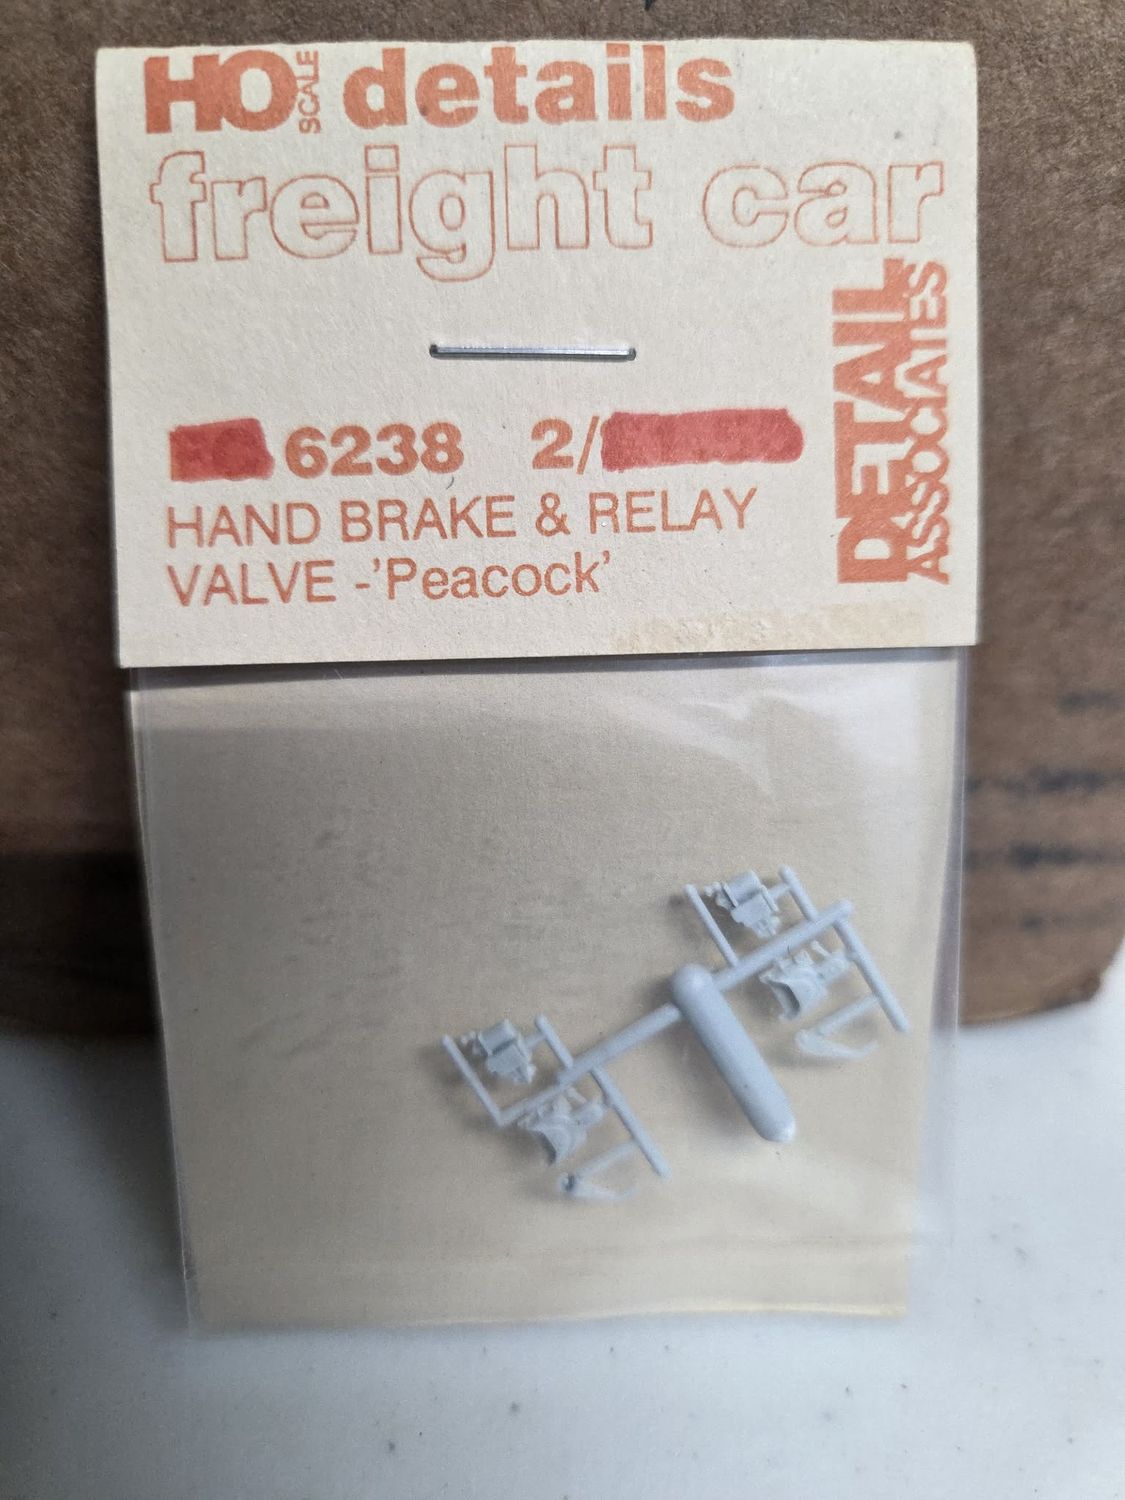 HO SCALE details
freight car
DETAIL
ASSOCIATES
6238 2/
HAND BRAKE & RELAY
VALVE -'Peacock'